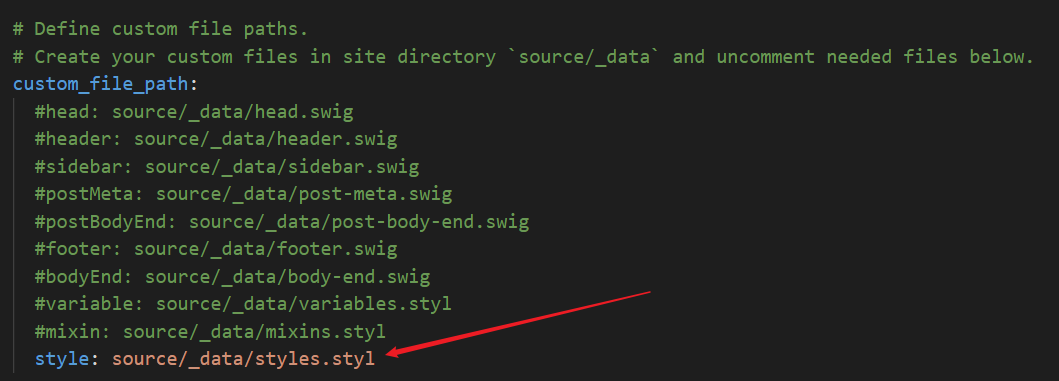 # Define custom file paths.
# Create your custom files in site directory `source/_data` and uncomment needed files below.
custom_file_path:
#head: source/_data/head.swig
#header: source/_data/header.swig
#sidebar: source/_data/sidebar.swig
#postMeta: source/_data/post-meta.swig
#postBodyEnd: source/_data/post-body-end.swig
#footer: source/_data/footer.swig
#bodyEnd: source/_data/body-end.swig
#variable: source/_data/variables.styl
#mixin: source/_data/mixins.styl
style: source/_data/styles.styl